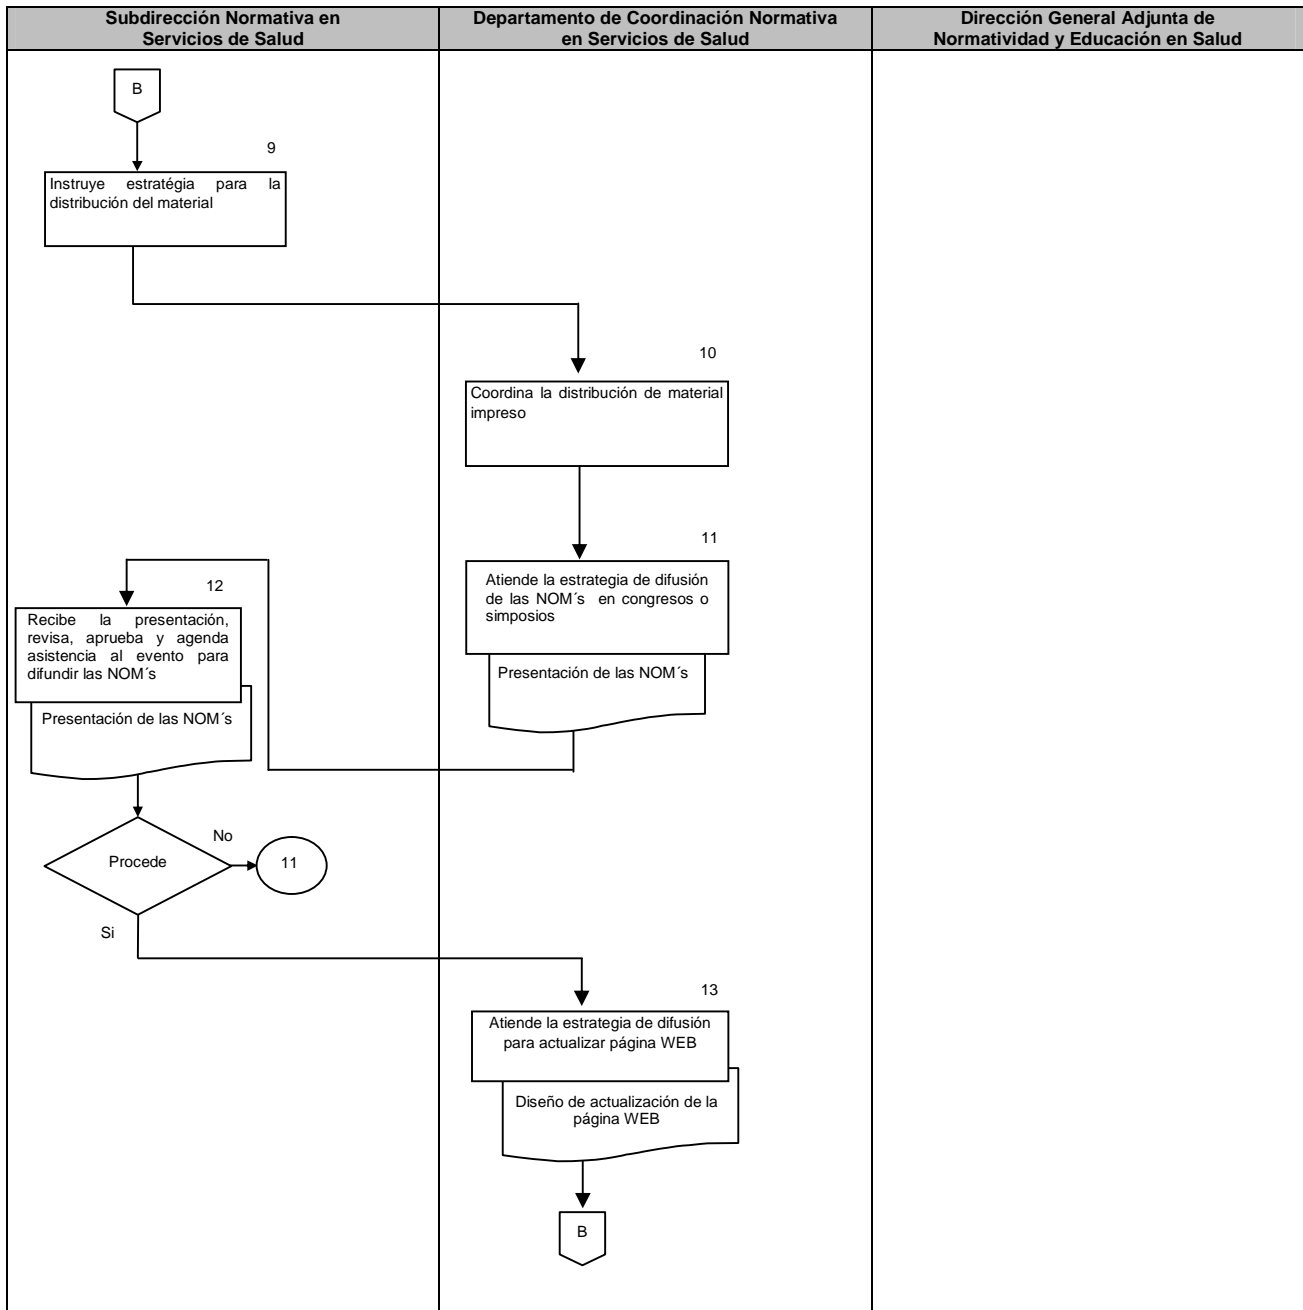 Subdirección Normativa en
Servicios de Salud
Departamento de Coordinación Normativa
en Servicios de Salud
Dirección General Adjunta de
Normatividad y Educación en Salud
B
9
Instruye estratégia para la
distribución del material
10
Coordina la distribución de material
impreso
11
Atiende la estrategia de difusión
de las NOM´s en congresos o
simposios
Presentación de las NOM´s
12
Recibe la presentación,
revisa, aprueba y agenda
asistencia al evento para
difundir las NOM´s
Presentación de las NOM´s
Procede
No
11
Si
13
Atiende la estrategia de difusión
para actualizar página WEB
Diseño de actualización de la
página WEB
B